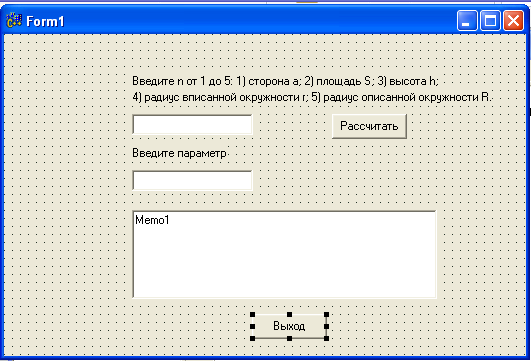 Form1
Введите n от 1 до 5: 1) сторона a; 2) площадь S; 3) высота h;
4) радиус вписанной окружности r; 5) радиус описанной окружности R.
Рассчитать
Введите параметр
Memo1
Выход